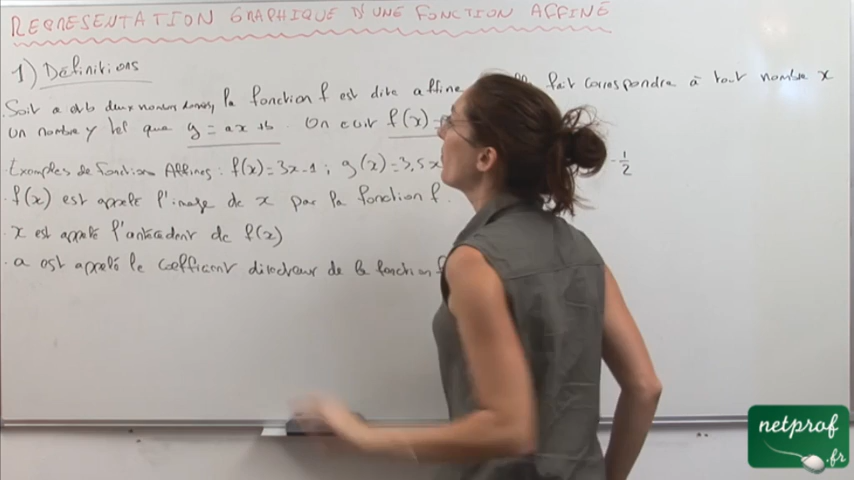 REPRESENTATION GRAPHIQUE D'UNE FONCTION AFFINE
1) Définitions
Soit a et b deux nombres donnés, la fonction f est dite affine fait correspondre à tout nombre x
un nombre y tel que y = ax + b. On écrit f(x) =
Exemples de fonctions Affines : f(x) = 3x - 1 ; g(x) = 3,5x - 1/2
. f(x) est appelé l'image de x par la fonction f.
. x est appelé l'antécédent de f(x)
. a est appelé le coefficient directeur de la fonction f
netprof
.fr